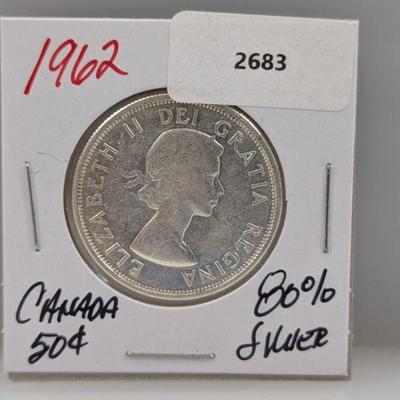 1962
2683
ELIZABETH II DEI GRATIA REGINA
CANADA
50¢
80%
SILVER